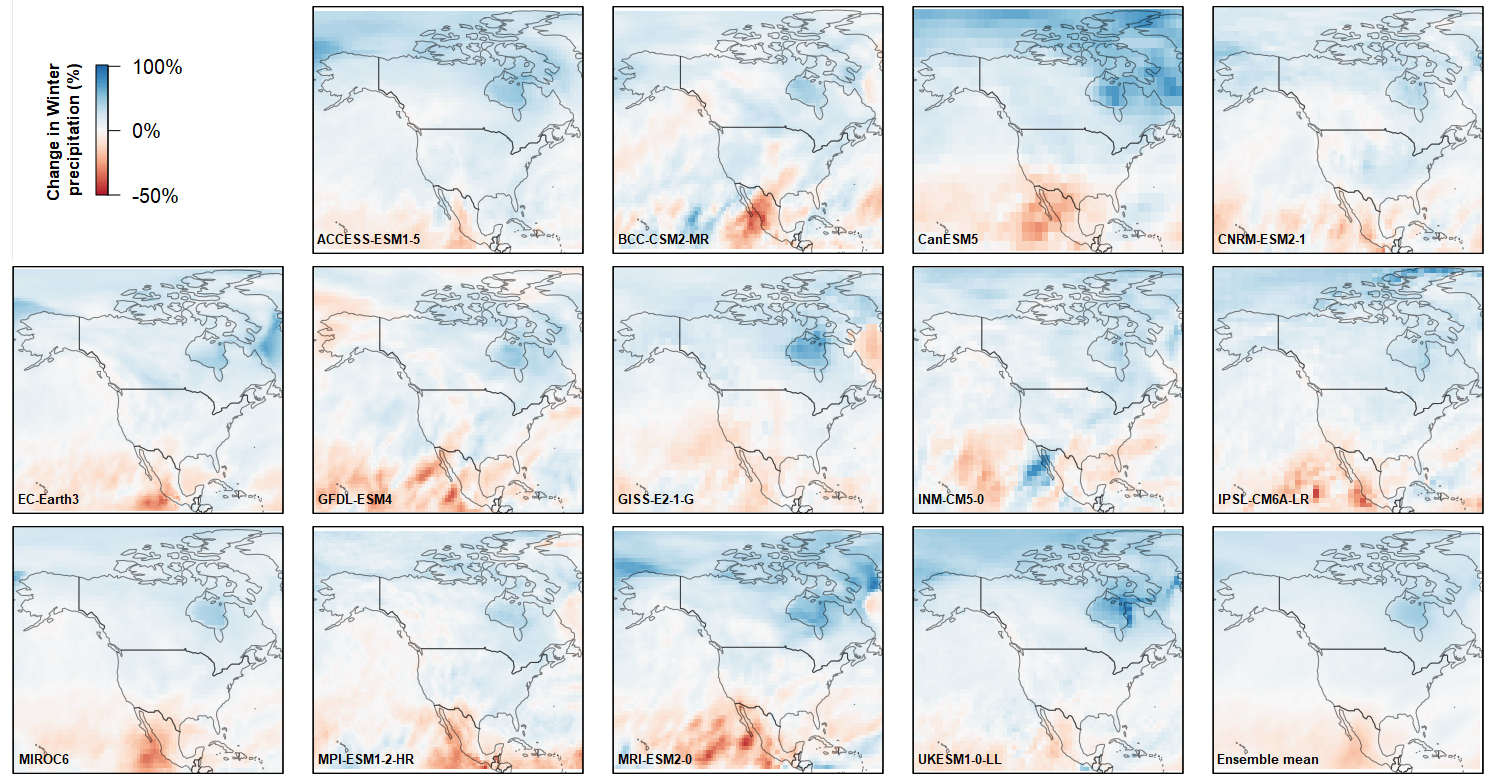 Change in Winter
precipitation (%)
100%
0%
-50%
ACCESS-ESM1-5
BCC-CSM2-MR
CanESM5
CNRM-ESM2-1
EC-Earth3
GFDL-ESM4
GISS-E2-1-G
INM-CM5-0
IPSL-CM6A-LR
MIROC6
MPI-ESM1-2-HR
MRI-ESM2-0
UKESM1-0-LL
Ensemble mean